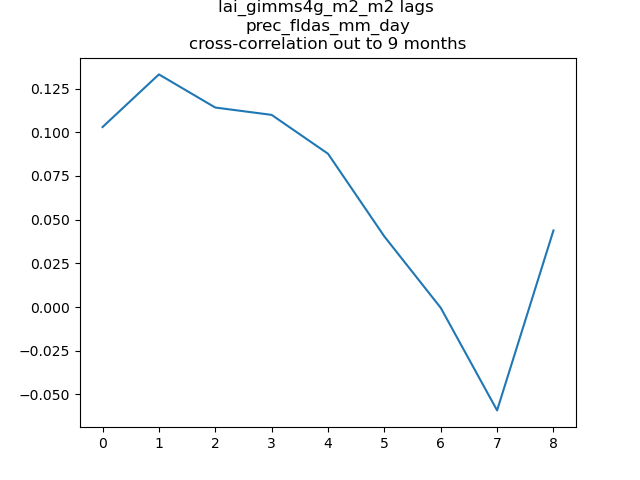 lai_gimms4g_m2_m2 lags
prec_fldas_mm_day
cross-correlation out to 9 months
0.125
0.100
0.075
0.050
0.025
0.000
−0.025
−0.050
0 1 2 3 4 5 6 7 8